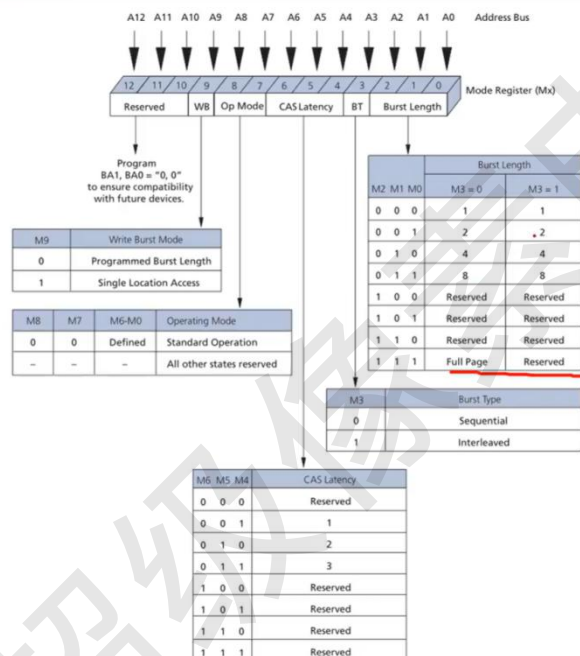 A12 A11 A10 A9 A8 A7 A6 A5 A4 A3 A2 A1 A0 Address Bus
12 11 10 9 8 7 6 5 4 3 2 1 0
Mode Register (Mx)
Reserved WB Op Mode CAS Latency BT Burst Length
Program
BA1, BA0 = "0, 0"
to ensure compatibility
with future devices.
Burst Length
M2 M1 M0 M3 = 0 M3 = 1
0 0 0 1 1
0 0 1 2 2
0 1 0 4 4
0 1 1 8 8
1 0 0 Reserved Reserved
1 0 1 Reserved Reserved
1 1 0 Reserved Reserved
1 1 1 Full Page Reserved
M9 Write Burst Mode
0 Programmed Burst Length
1 Single Location Access
M8 M7 M6-M0 Operating Mode
0 0 Defined Standard Operation
– – – All other states reserved
M3 Burst Type
0 Sequential
1 Interleaved
M6 M5 M4 CAS Latency
0 0 0 Reserved
0 0 1 1
0 1 0 2
0 1 1 3
1 0 0 Reserved
1 0 1 Reserved
1 1 0 Reserved
1 1 1 Reserved
超级像素